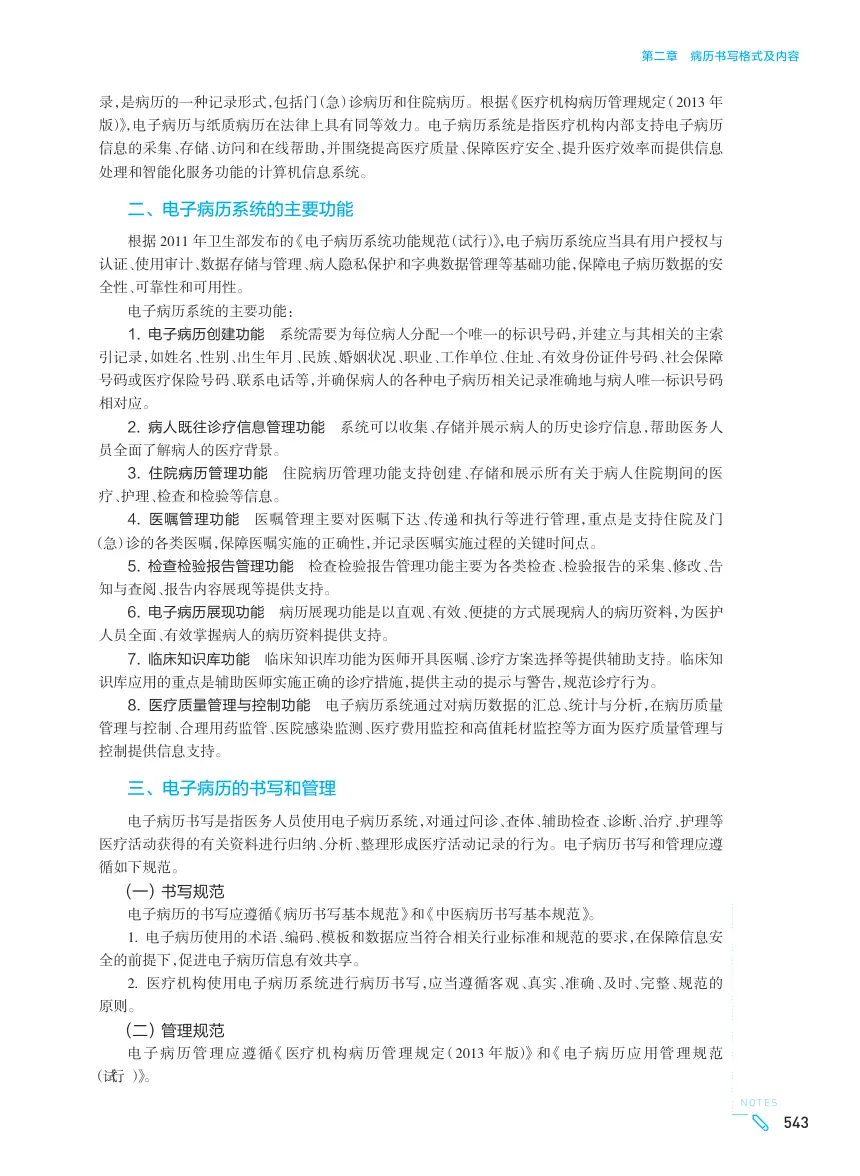 第二章　病历书写格式及内容
录，是病历的一种记录形式，包括门（急）诊病历和住院病历。根据《医疗机构病历管理规定（2013 年
版）》，电子病历与纸质病历在法律上具有同等效力。电子病历系统是指医疗机构内部支持电子病历
信息的采集、存储、访问和在线帮助，并围绕提高医疗质量、保障医疗安全、提升医疗效率而提供信息
处理和智能化服务功能的计算机信息系统。
二、电子病历系统的主要功能
根据 2011 年卫生部发布的《电子病历系统功能规范（试行）》，电子病历系统应当具有用户授权与
认证、使用审计、数据存储与管理、病人隐私保护和字典数据管理等基础功能，保障电子病历数据的安
全性、可靠性和可用性。
电子病历系统的主要功能：
1. 电子病历创建功能　系统需要为每位病人分配一个唯一的标识号码，并建立与其相关的主索
引记录，如姓名、性别、出生年月、民族、婚姻状况、职业、工作单位、住址、有效身份证件号码、社会保障
号码或医疗保险号码、联系电话等，并确保病人的各种电子病历相关记录准确地与病人唯一标识号码
相对应。
2. 病人既往诊疗信息管理功能　系统可以收集、存储并展示病人的历史诊疗信息，帮助医务人
员全面了解病人的医疗背景。
3. 住院病历管理功能　住院病历管理功能支持创建、存储和展示所有关于病人住院期间的医
疗、护理、检查和检验等信息。
4. 医嘱管理功能　医嘱管理主要对医嘱下达、传递和执行等进行管理，重点是支持住院及门
（急）诊的各类医嘱，保障医嘱实施的正确性，并记录医嘱实施过程的关键时间点。
5. 检查检验报告管理功能　检查检验报告管理功能主要为各类检查、检验报告的采集、修改、告
知与查阅、报告内容展现等提供支持。
6. 电子病历展现功能　病历展现功能是以直观、有效、便捷的方式展现病人的病历资料，为医护
人员全面、有效掌握病人的病历资料提供支持。
7. 临床知识库功能　临床知识库功能为医师开具医嘱、诊疗方案选择等提供辅助支持。临床知
识库应用的重点是辅助医师实施正确的诊疗措施，提供主动的提示与警告，规范诊疗行为。
8. 医疗质量管理与控制功能　电子病历系统通过对病历数据的汇总、统计与分析，在病历质量
管理与控制、合理用药监管、医院感染监测、医疗费用监控和高值耗材监控等方面为医疗质量管理与
控制提供信息支持。
三、电子病历的书写和管理
电子病历书写是指医务人员使用电子病历系统，对通过问诊、查体、辅助检查、诊断、治疗、护理等
医疗活动获得的有关资料进行归纳、分析、整理形成医疗活动记录的行为。电子病历书写和管理应遵
循如下规范。
（一）书写规范
电子病历的书写应遵循《病历书写基本规范》和《中医病历书写基本规范》。
1. 电子病历使用的术语、编码、模板和数据应当符合相关行业标准和规范的要求，在保障信息安
全的前提下，促进电子病历信息有效共享。
2. 医疗机构使用电子病历系统进行病历书写，应当遵循客观、真实、准确、及时、完整、规范的
原则。
（二）管理规范
电子病历管理应遵循《医疗机构病历管理规定（2013 年版）》和《电子病历应用管理规范
（试行）》。
NOTES
543